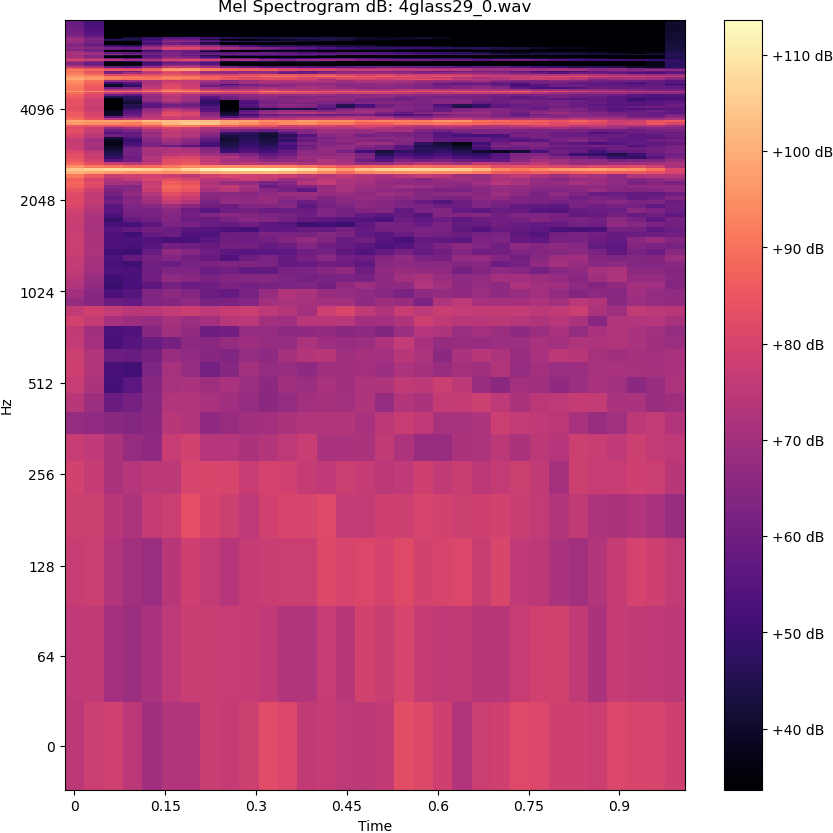 Mel Spectrogram dB: 4glass29_0.wav
Hz
4096
2048
1024
512
256
128
64
0
0 0.15 0.3 0.45 0.6 0.75 0.9
Time
+110 dB
+100 dB
+90 dB
+80 dB
+70 dB
+60 dB
+50 dB
+40 dB